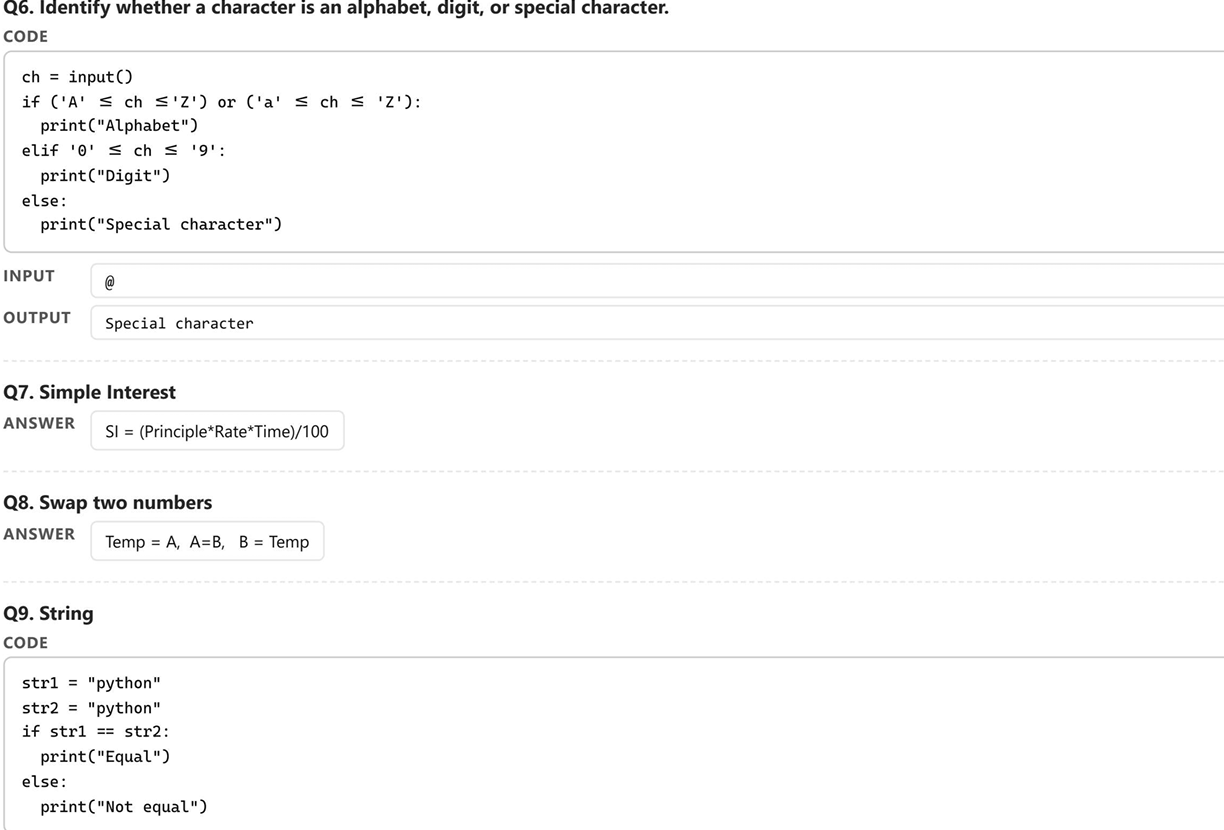 Q6. Identify whether a character is an alphabet, digit, or special character.
CODE
ch = input()
if ('A' ≤ ch ≤'Z') or ('a' ≤ ch ≤ 'Z'):
  print("Alphabet")
elif '0' ≤ ch ≤ '9':
  print("Digit")
else:
  print("Special character")
INPUT @
OUTPUT Special character
Q7. Simple Interest
ANSWER SI = (Principle*Rate*Time)/100
Q8. Swap two numbers
ANSWER Temp = A,  A=B,   B = Temp
Q9. String
CODE
str1 = "python"
str2 = "python"
if str1 == str2:
  print("Equal")
else:
  print("Not equal")